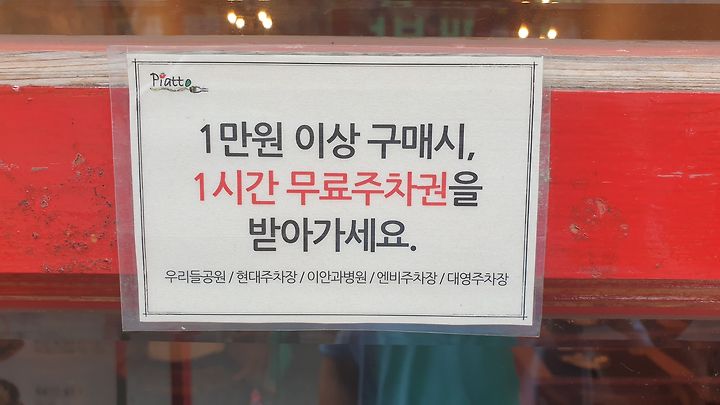 Piatto
1만원 이상 구매시,
1시간 무료주차권을
받아가세요.
우리들공원 / 현대주차장 / 이안과병원 / 엔비주차장 / 대영주차장